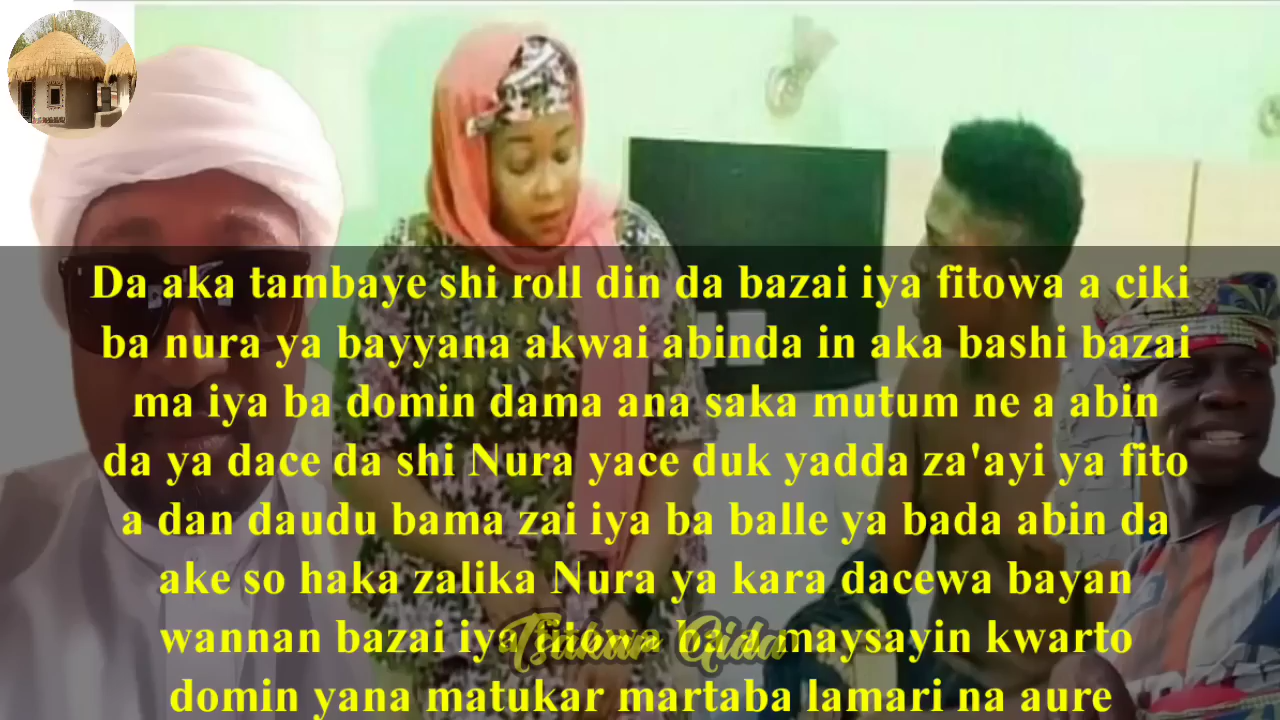 Da aka tambaye shi roll din da bazai iya fitowa a ciki
ba nura ya bayyana akwai abinda in aka bashi bazai
ma iya ba domin dama ana saka mutum ne a abin
da ya dace da shi Nura yace duk yadda za'ayi ya fito
a dan daudu bama zai iya ba balle ya bada abin da
ake so haka zalika Nura ya kara dacewa bayan
wannan bazai iya fitowa ba a maysayin kwarto
domin yana matukar martaba lamari na aure
Tsakar Gida